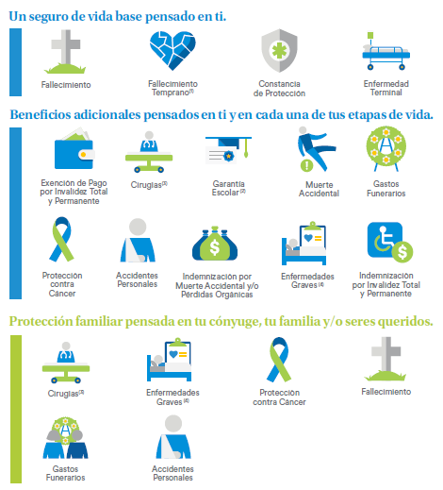 Un seguro de vida base pensado en ti.
Fallecimiento
Fallecimiento
Temprano(1)
Constancia
de Protección
Enfermedad
Terminal
Beneficios adicionales pensados en ti y en cada una de tus etapas de vida.
Exención de Pago
por Invalidez Total
y Permanente
Cirugías(3)
Garantía
Escolar(2)
Muerte
Accidental
Gastos
Funerarios
Protección
contra
Cáncer
Accidentes
Personales
Indemnización por
Muerte Accidental y/o
Pérdidas Orgánicas
Enfermedades
Graves(4)
Indemnización
por Invalidez Total
y Permanente
Protección familiar pensada en tu cónyuge, tu familia y/o seres queridos.
Cirugías(3)
Enfermedades
Graves(4)
Protección
contra Cáncer
Fallecimiento
Gastos
Funerarios
Accidentes
Personales